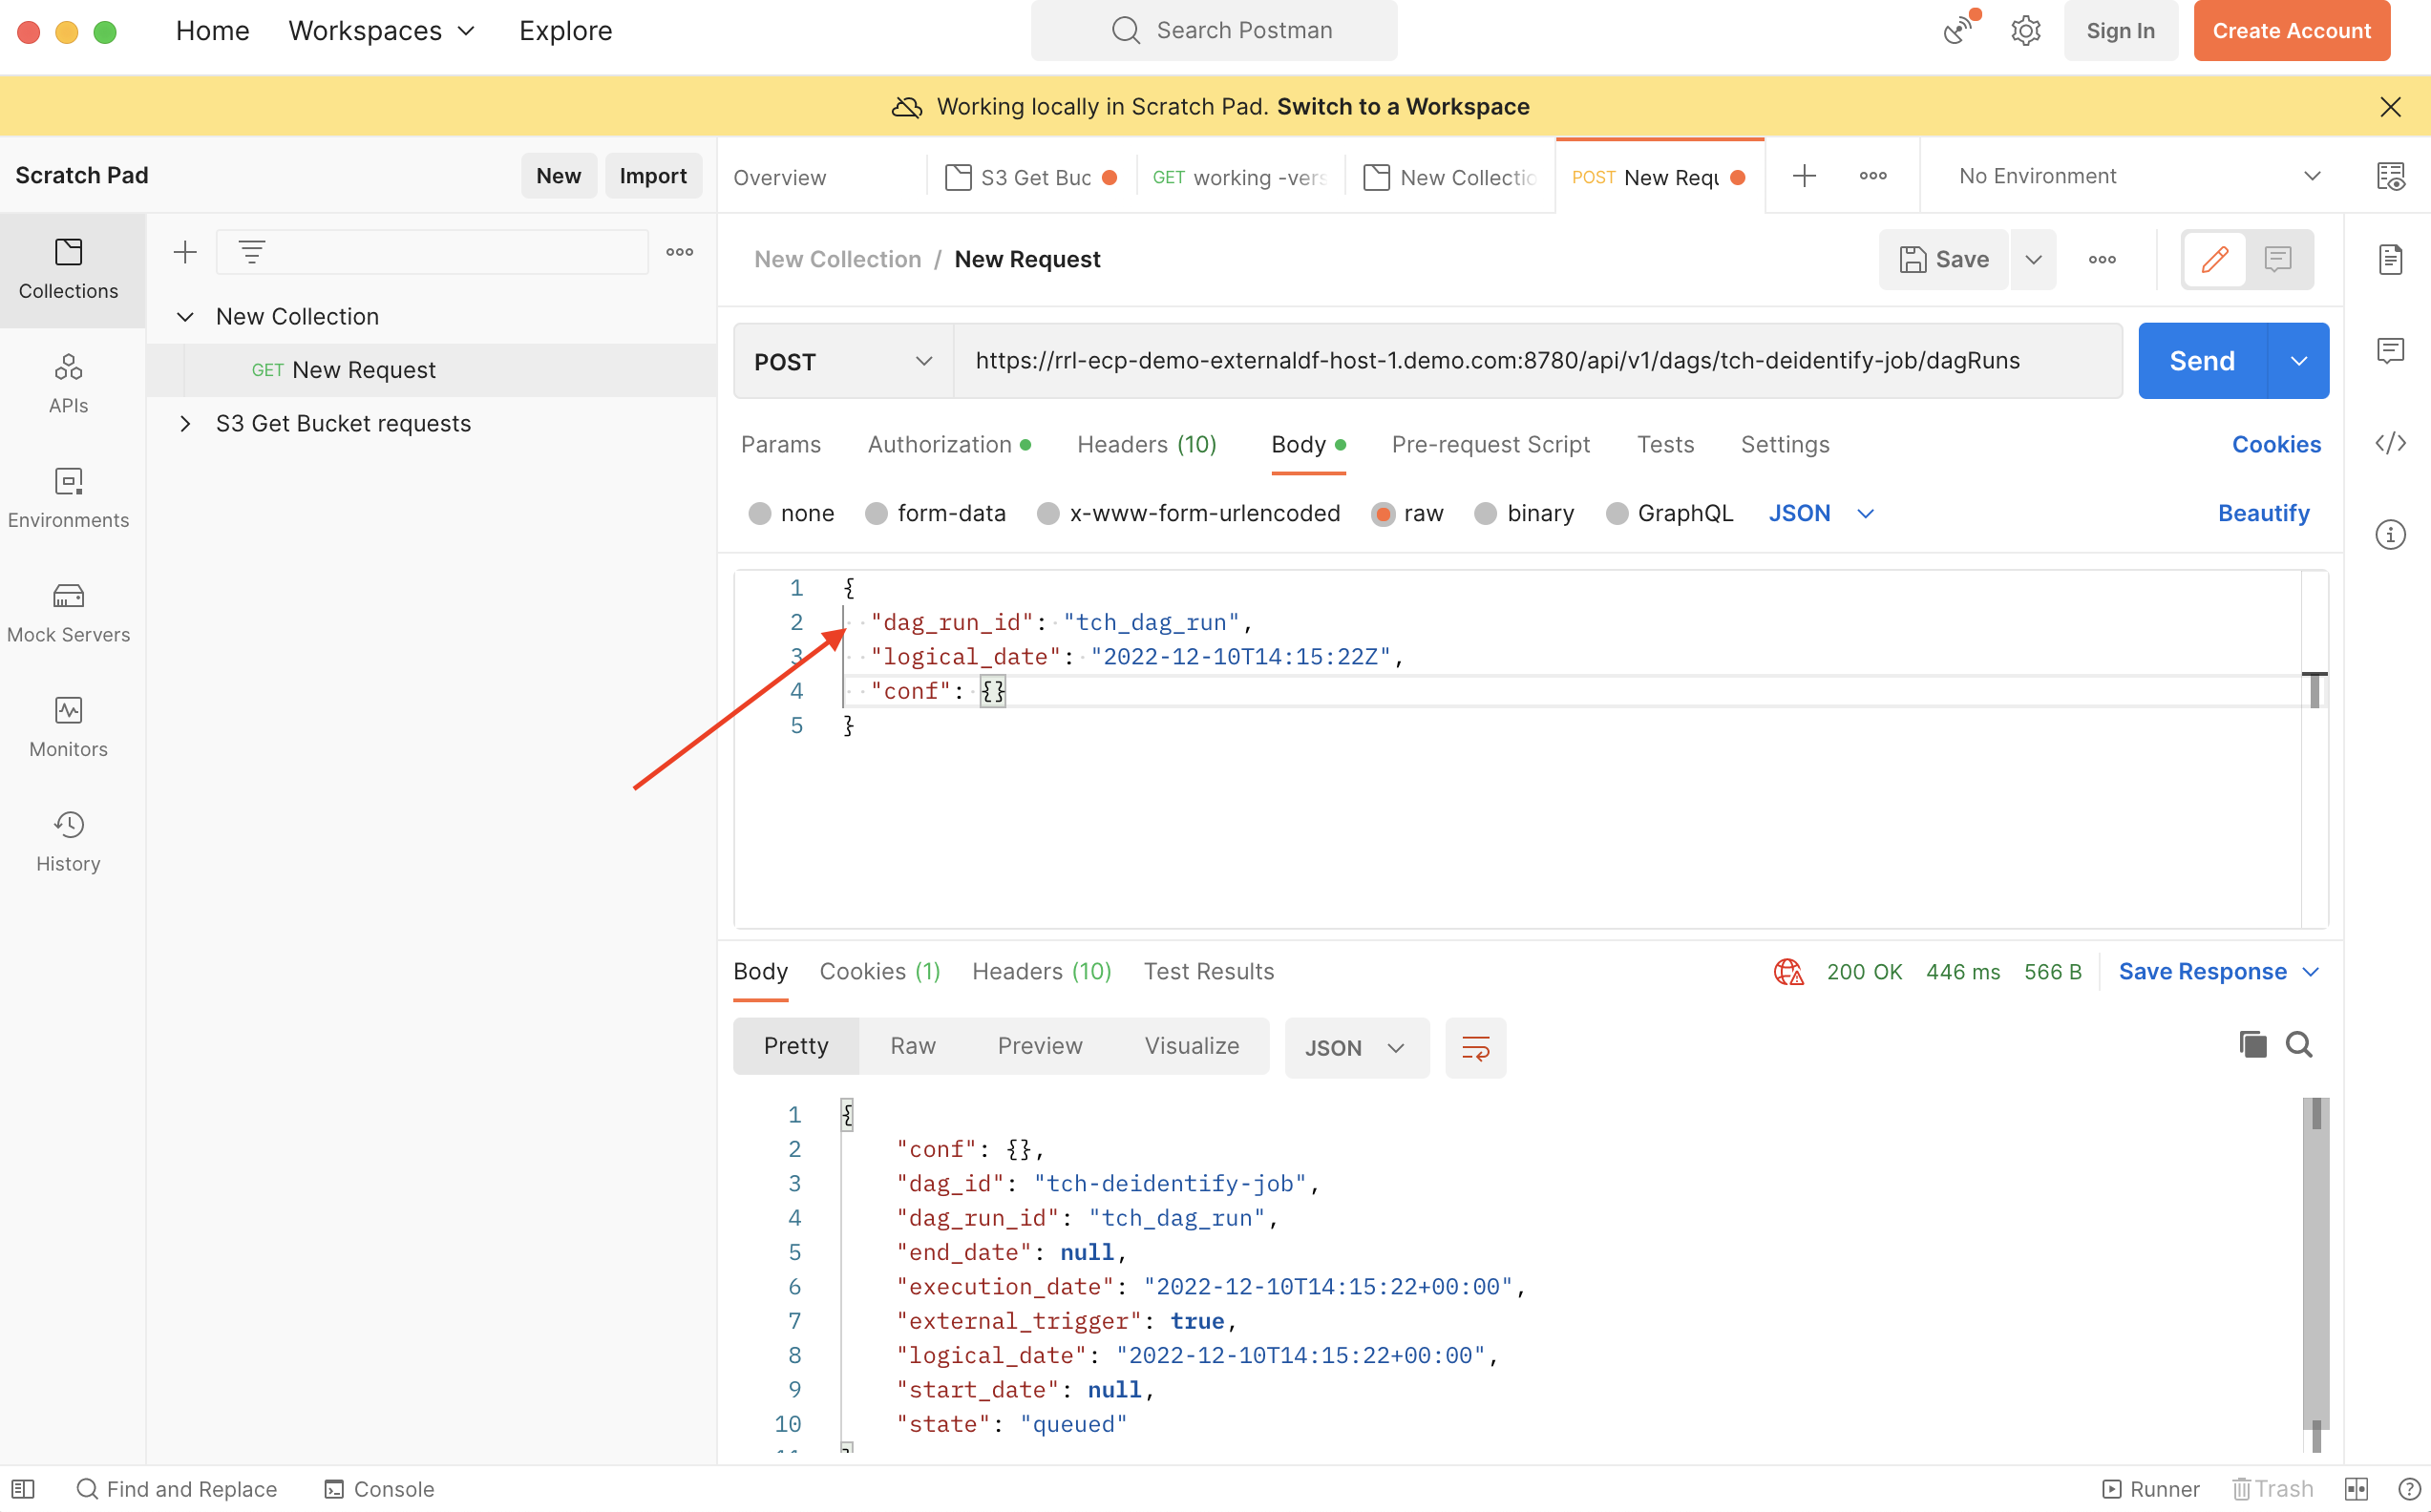 Home Workspaces Explore Search Postman Sign In Create Account
Working locally in Scratch Pad. Switch to a Workspace
Scratch Pad New Import Overview S3 Get Buc GET working -vers New Collectio POST New Requ No Environment
Collections
APIs
Environments
Mock Servers
Monitors
History
New Collection
GET New Request
S3 Get Bucket requests
New Collection / New Request Save
POST https://rrl-ecp-demo-externaldf-host-1.demo.com:8780/api/v1/dags/tch-deidentify-job/dagRuns Send
Params Authorization Headers (10) Body Pre-request Script Tests Settings Cookies
none form-data x-www-form-urlencoded raw binary GraphQL JSON Beautify
1 {
2 "dag_run_id": "tch_dag_run",
3 "logical_date": "2022-12-10T14:15:22Z",
4 "conf": {}
5 }
Body Cookies (1) Headers (10) Test Results 200 OK 446 ms 566 B Save Response
Pretty Raw Preview Visualize JSON
1 {
2 "conf": {},
3 "dag_id": "tch-deidentify-job",
4 "dag_run_id": "tch_dag_run",
5 "end_date": null,
6 "execution_date": "2022-12-10T14:15:22+00:00",
7 "external_trigger": true,
8 "logical_date": "2022-12-10T14:15:22+00:00",
9 "start_date": null,
10 "state": "queued"
Find and Replace Console Runner Trash